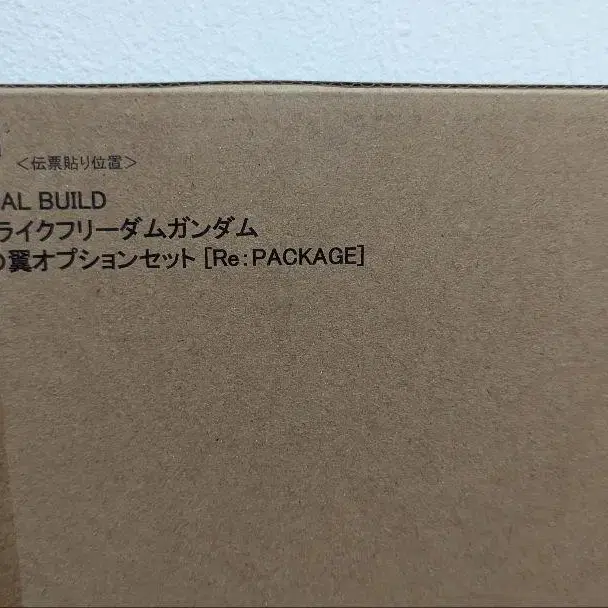 <伝票貼り位置>
AL BUILD
ライクフリーダムガンダム
の翼オプションセット [Re:PACKAGE]